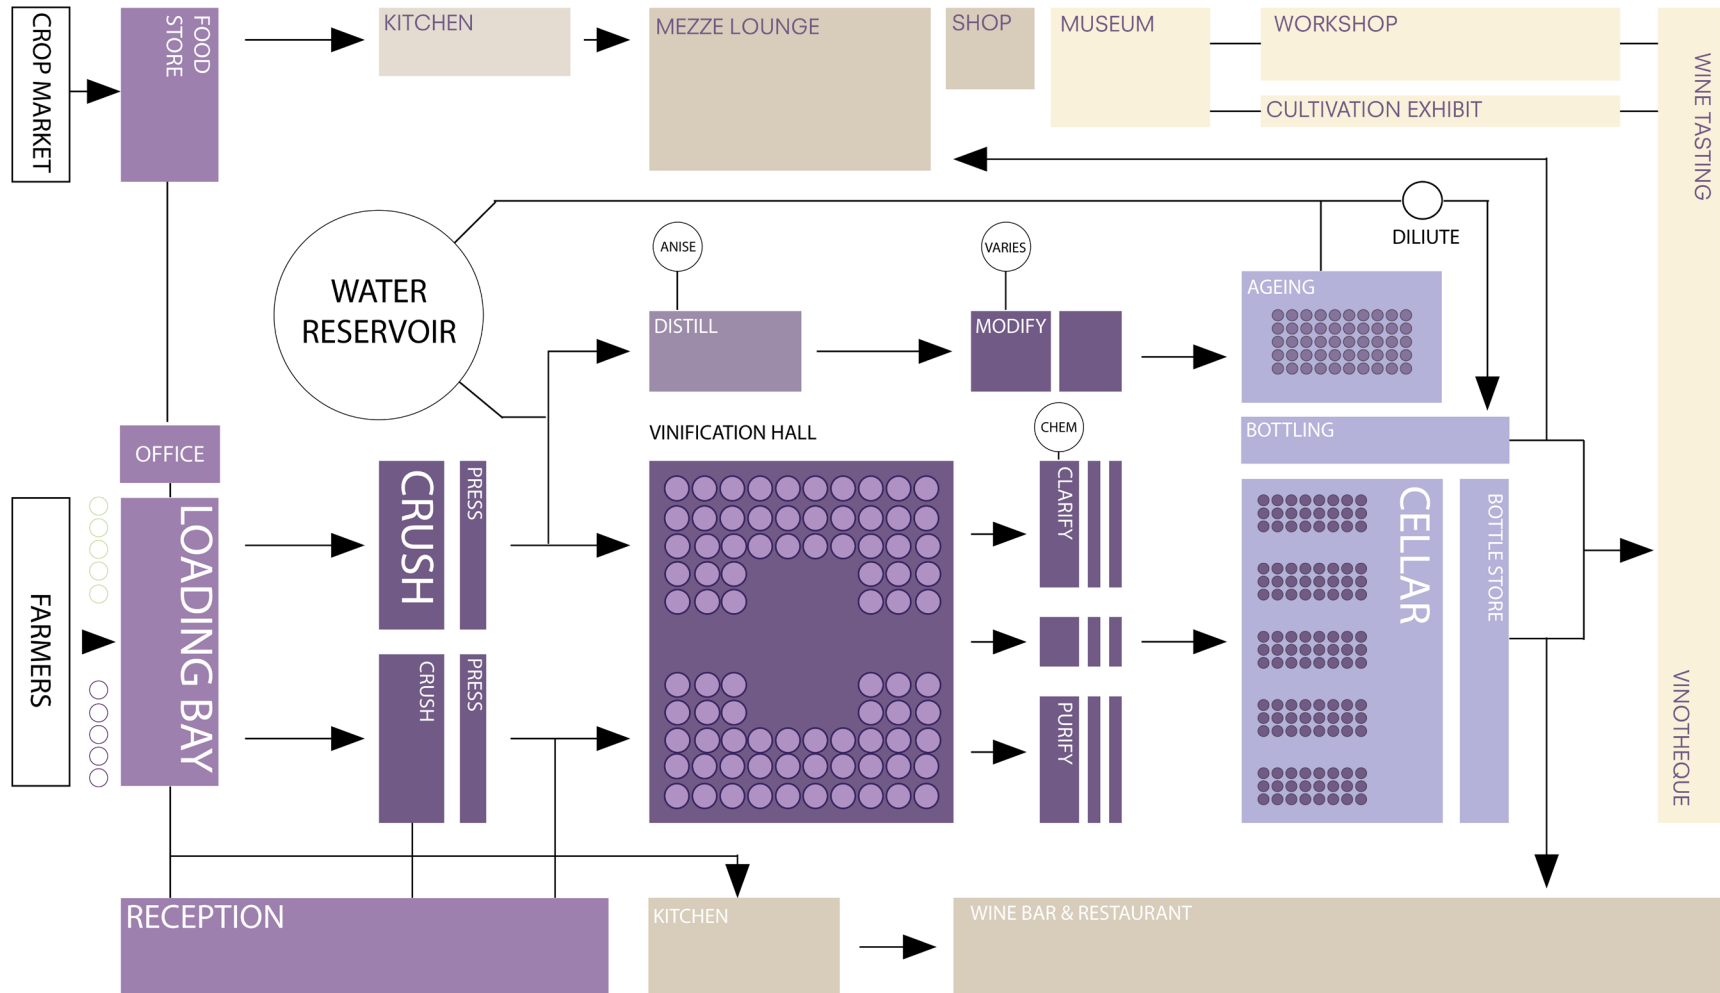 CROP MARKET
FOOD
STORE
KITCHEN
MEZZE LOUNGE
SHOP
MUSEUM
WORKSHOP
CULTIVATION EXHIBIT
WINE TASTING
VINOTHEQUE
WATER
RESERVOIR
ANISE
DISTILL
VARIES
MODIFY
DILIUTE
AGEING
OFFICE
FARMERS
LOADING BAY
CRUSH
PRESS
CRUSH
PRESS
VINIFICATION HALL
CHEM
CLARIFY
PURIFY
BOTTLING
CELLAR
BOTTLE STORE
RECEPTION
KITCHEN
WINE BAR & RESTAURANT